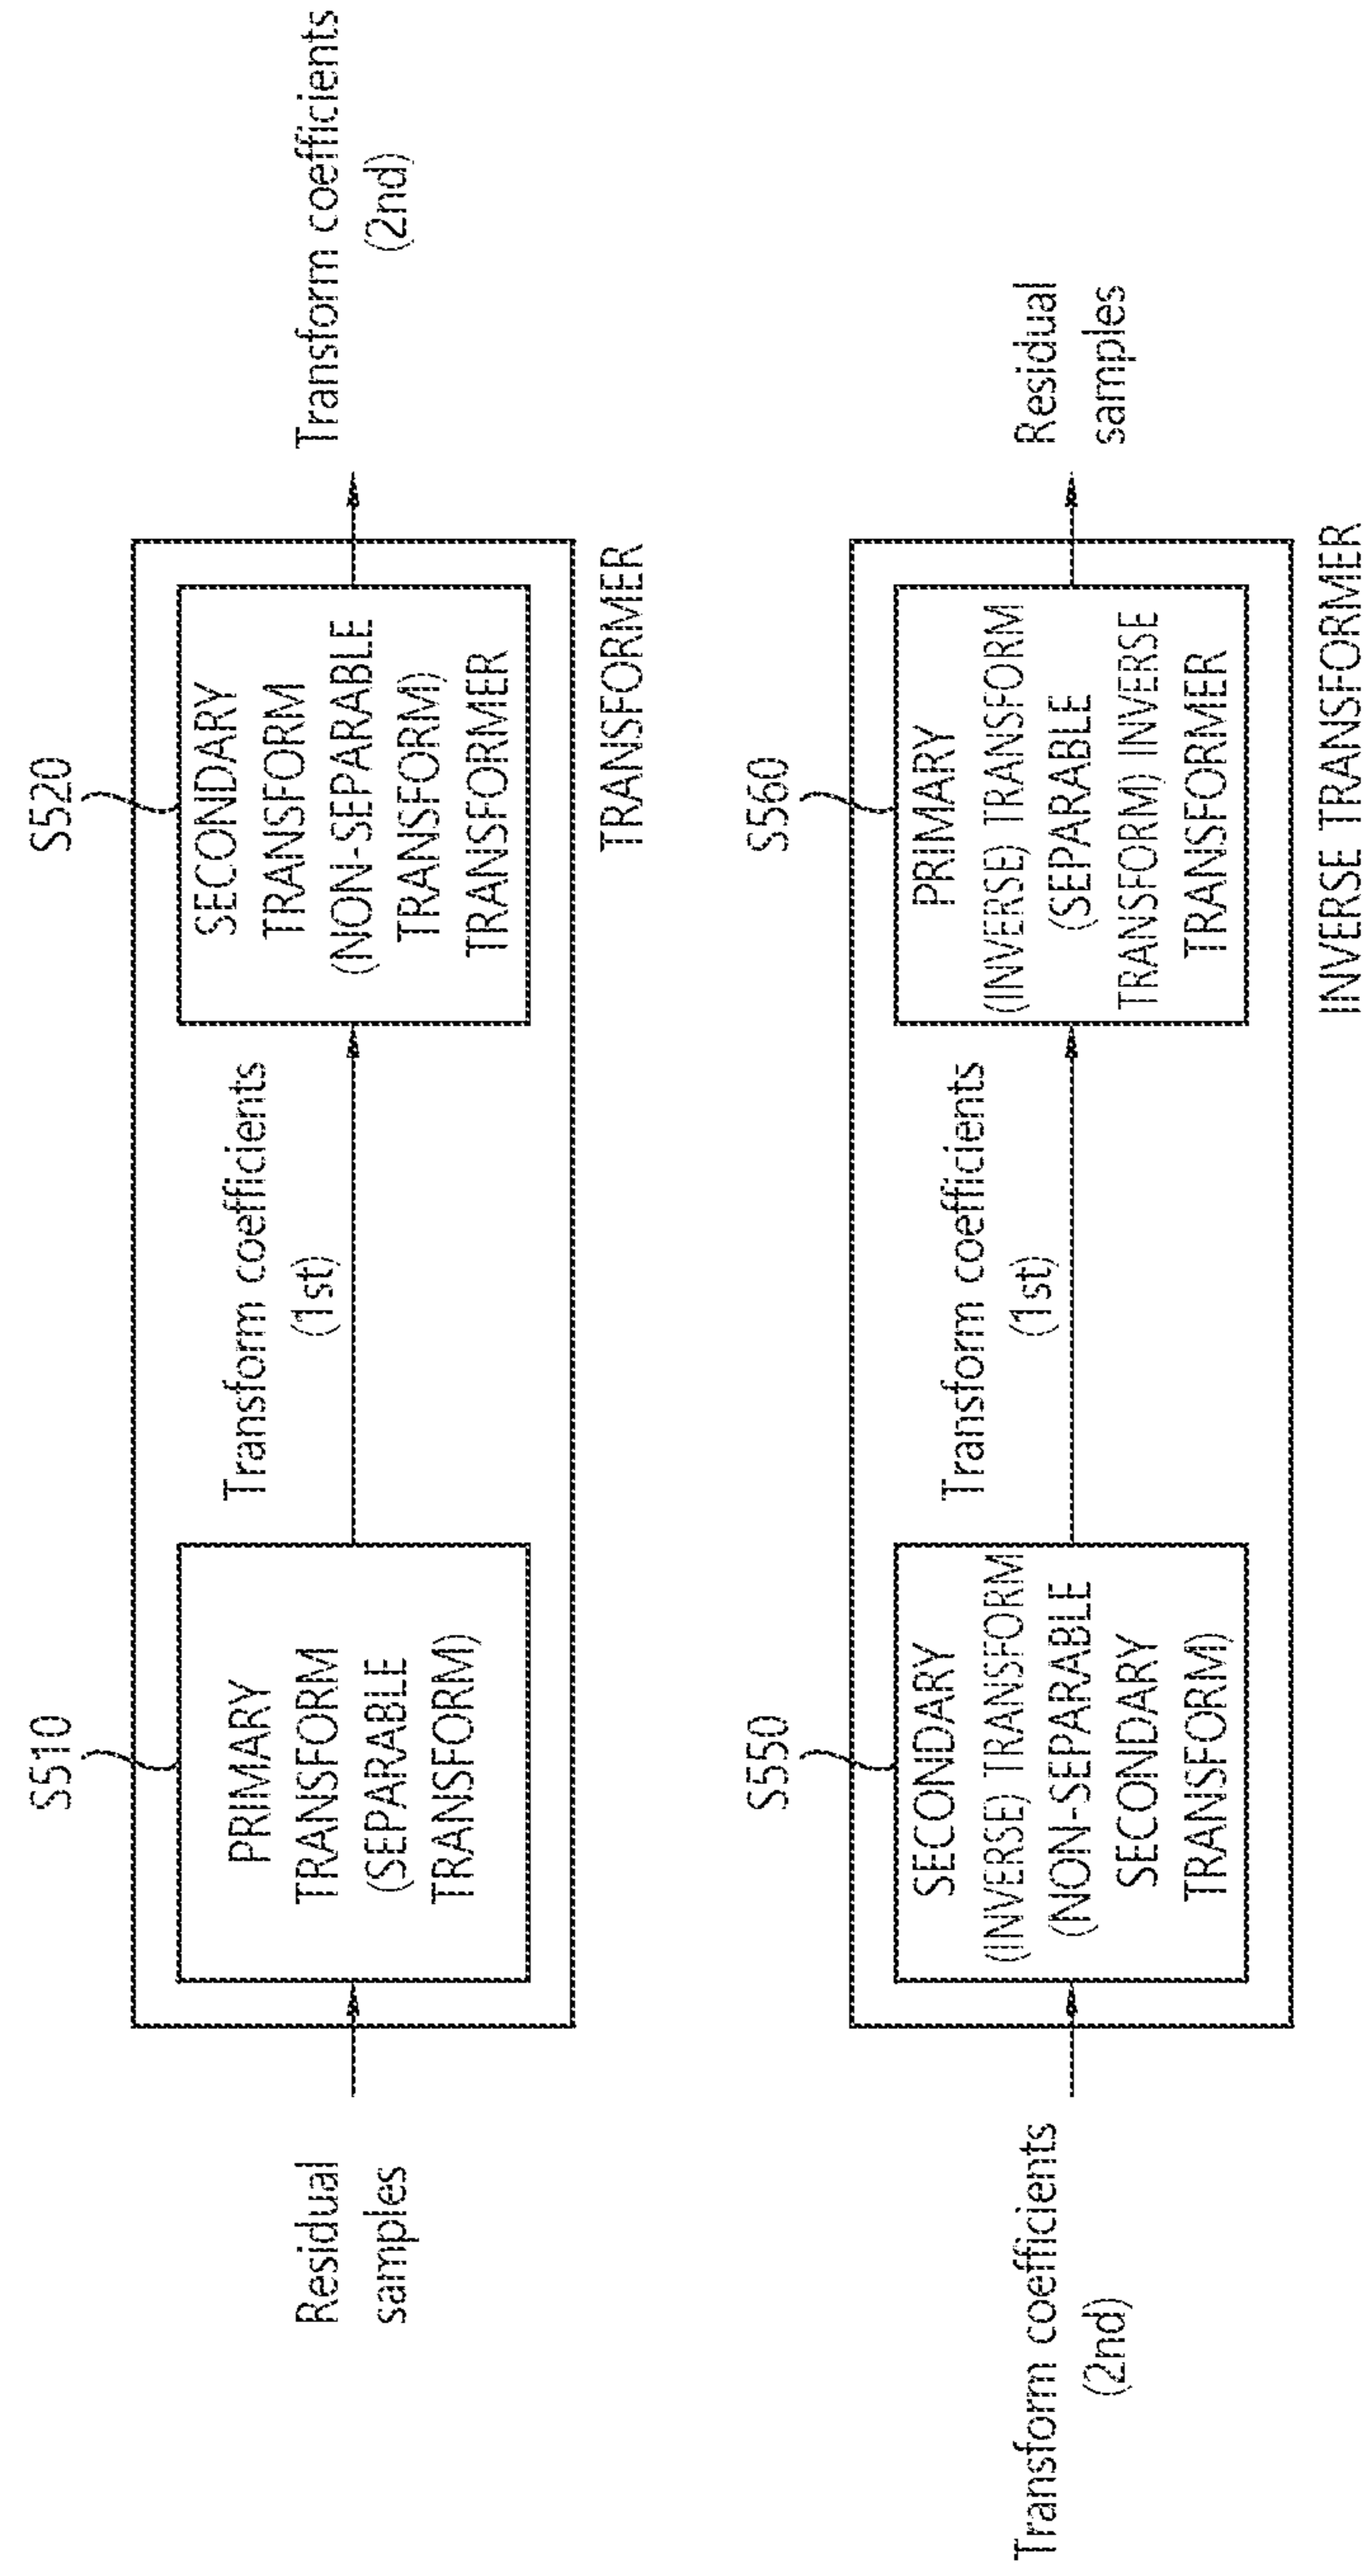 S510
S520
Residual
samples
PRIMARY
TRANSFORM
(SEPARABLE
TRANSFORM)
Transform coefficients
(1st)
SECONDARY
TRANSFORM
(NON-SEPARABLE
TRANSFORM)
TRANSFORMER
Transform coefficients
(2nd)
TRANSFORMER
S550
S560
Transform coefficients
(2nd)
SECONDARY
(INVERSE) TRANSFORM
(NON-SEPARABLE
SECONDARY
TRANSFORM)
Transform coefficients
(1st)
PRIMARY
(INVERSE) TRANSFORM
(SEPARABLE
TRANSFORM) INVERSE
TRANSFORMER
Residual
samples
INVERSE TRANSFORMER